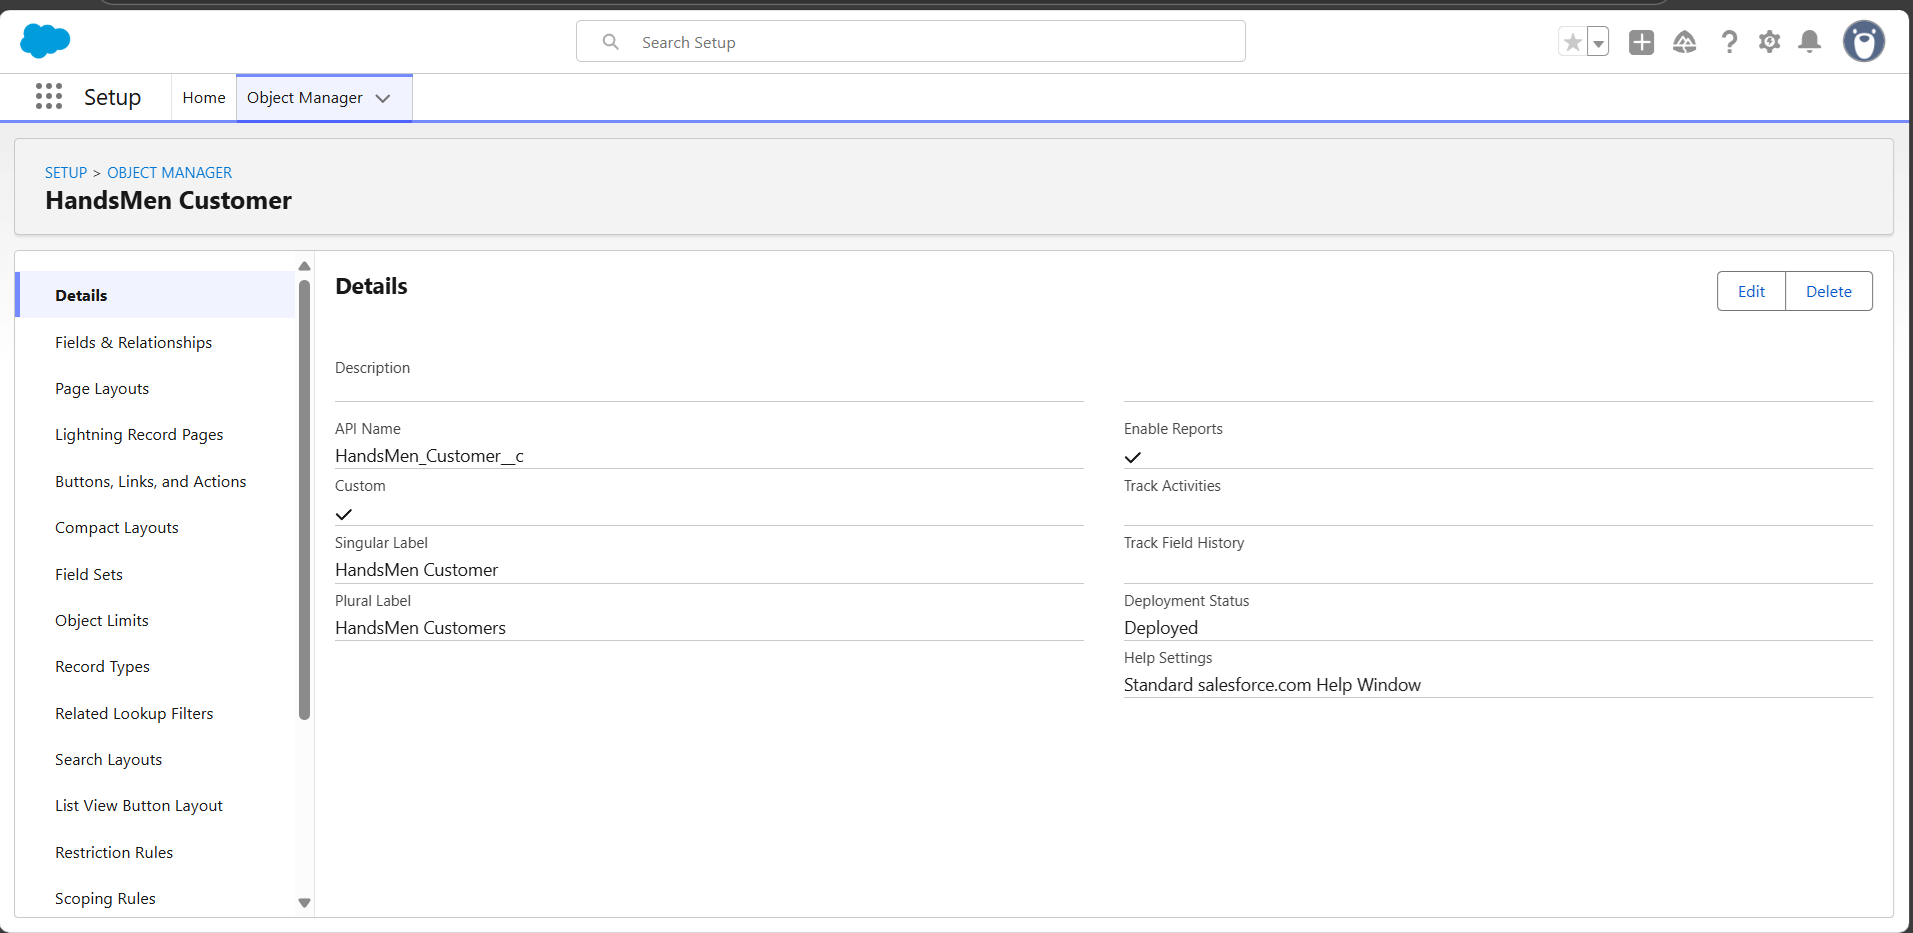 Search Setup
Setup
Home
Object Manager
SETUP > OBJECT MANAGER
HandsMen Customer
Details
Fields & Relationships
Page Layouts
Lightning Record Pages
Buttons, Links, and Actions
Compact Layouts
Field Sets
Object Limits
Record Types
Related Lookup Filters
Search Layouts
List View Button Layout
Restriction Rules
Scoping Rules
Details
Edit
Delete
Description
API Name
HandsMen_Customer__c
Custom
Singular Label
HandsMen Customer
Plural Label
HandsMen Customers
Enable Reports
Track Activities
Track Field History
Deployment Status
Deployed
Help Settings
Standard salesforce.com Help Window